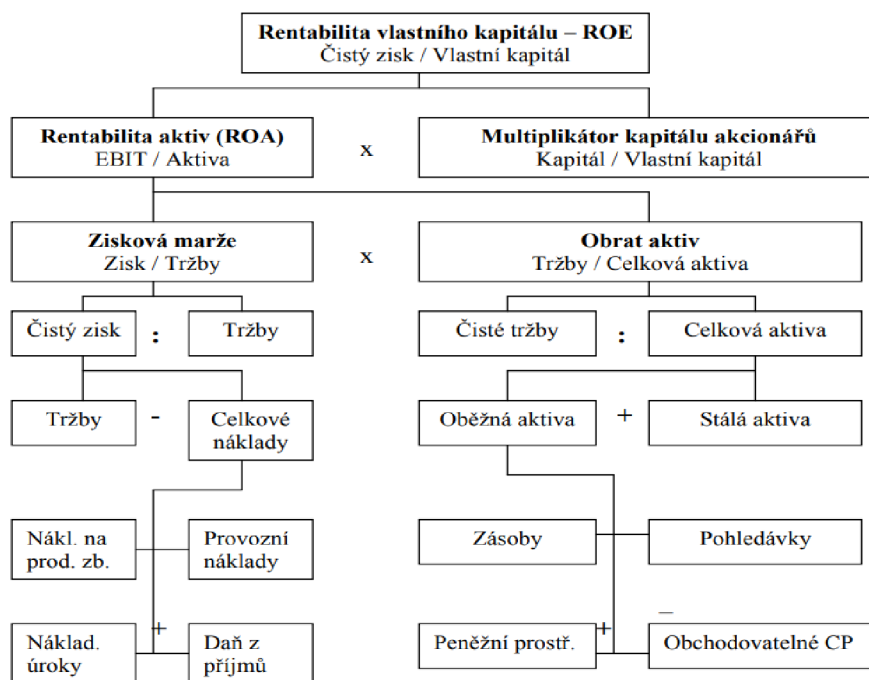 Rentabilita vlastního kapitálu – ROE
Čistý zisk / Vlastní kapitál
Rentabilita aktiv (ROA)
EBIT / Aktiva
x
Multiplikátor kapitálu akcionářů
Kapitál / Vlastní kapitál
Zisková marže
Zisk / Tržby
x
Obrat aktiv
Tržby / Celková aktiva
Čistý zisk
:
Tržby
Čisté tržby
:
Celková aktiva
Tržby
-
Celkové
náklady
Oběžná aktiva
+
Stálá aktiva
Nákl. na
prod. zb.
Provozní
náklady
Zásoby
Pohledávky
Náklad.
úroky
+
Daň z
příjmů
Peněžní prostř.
+
–
Obchodovatelné CP